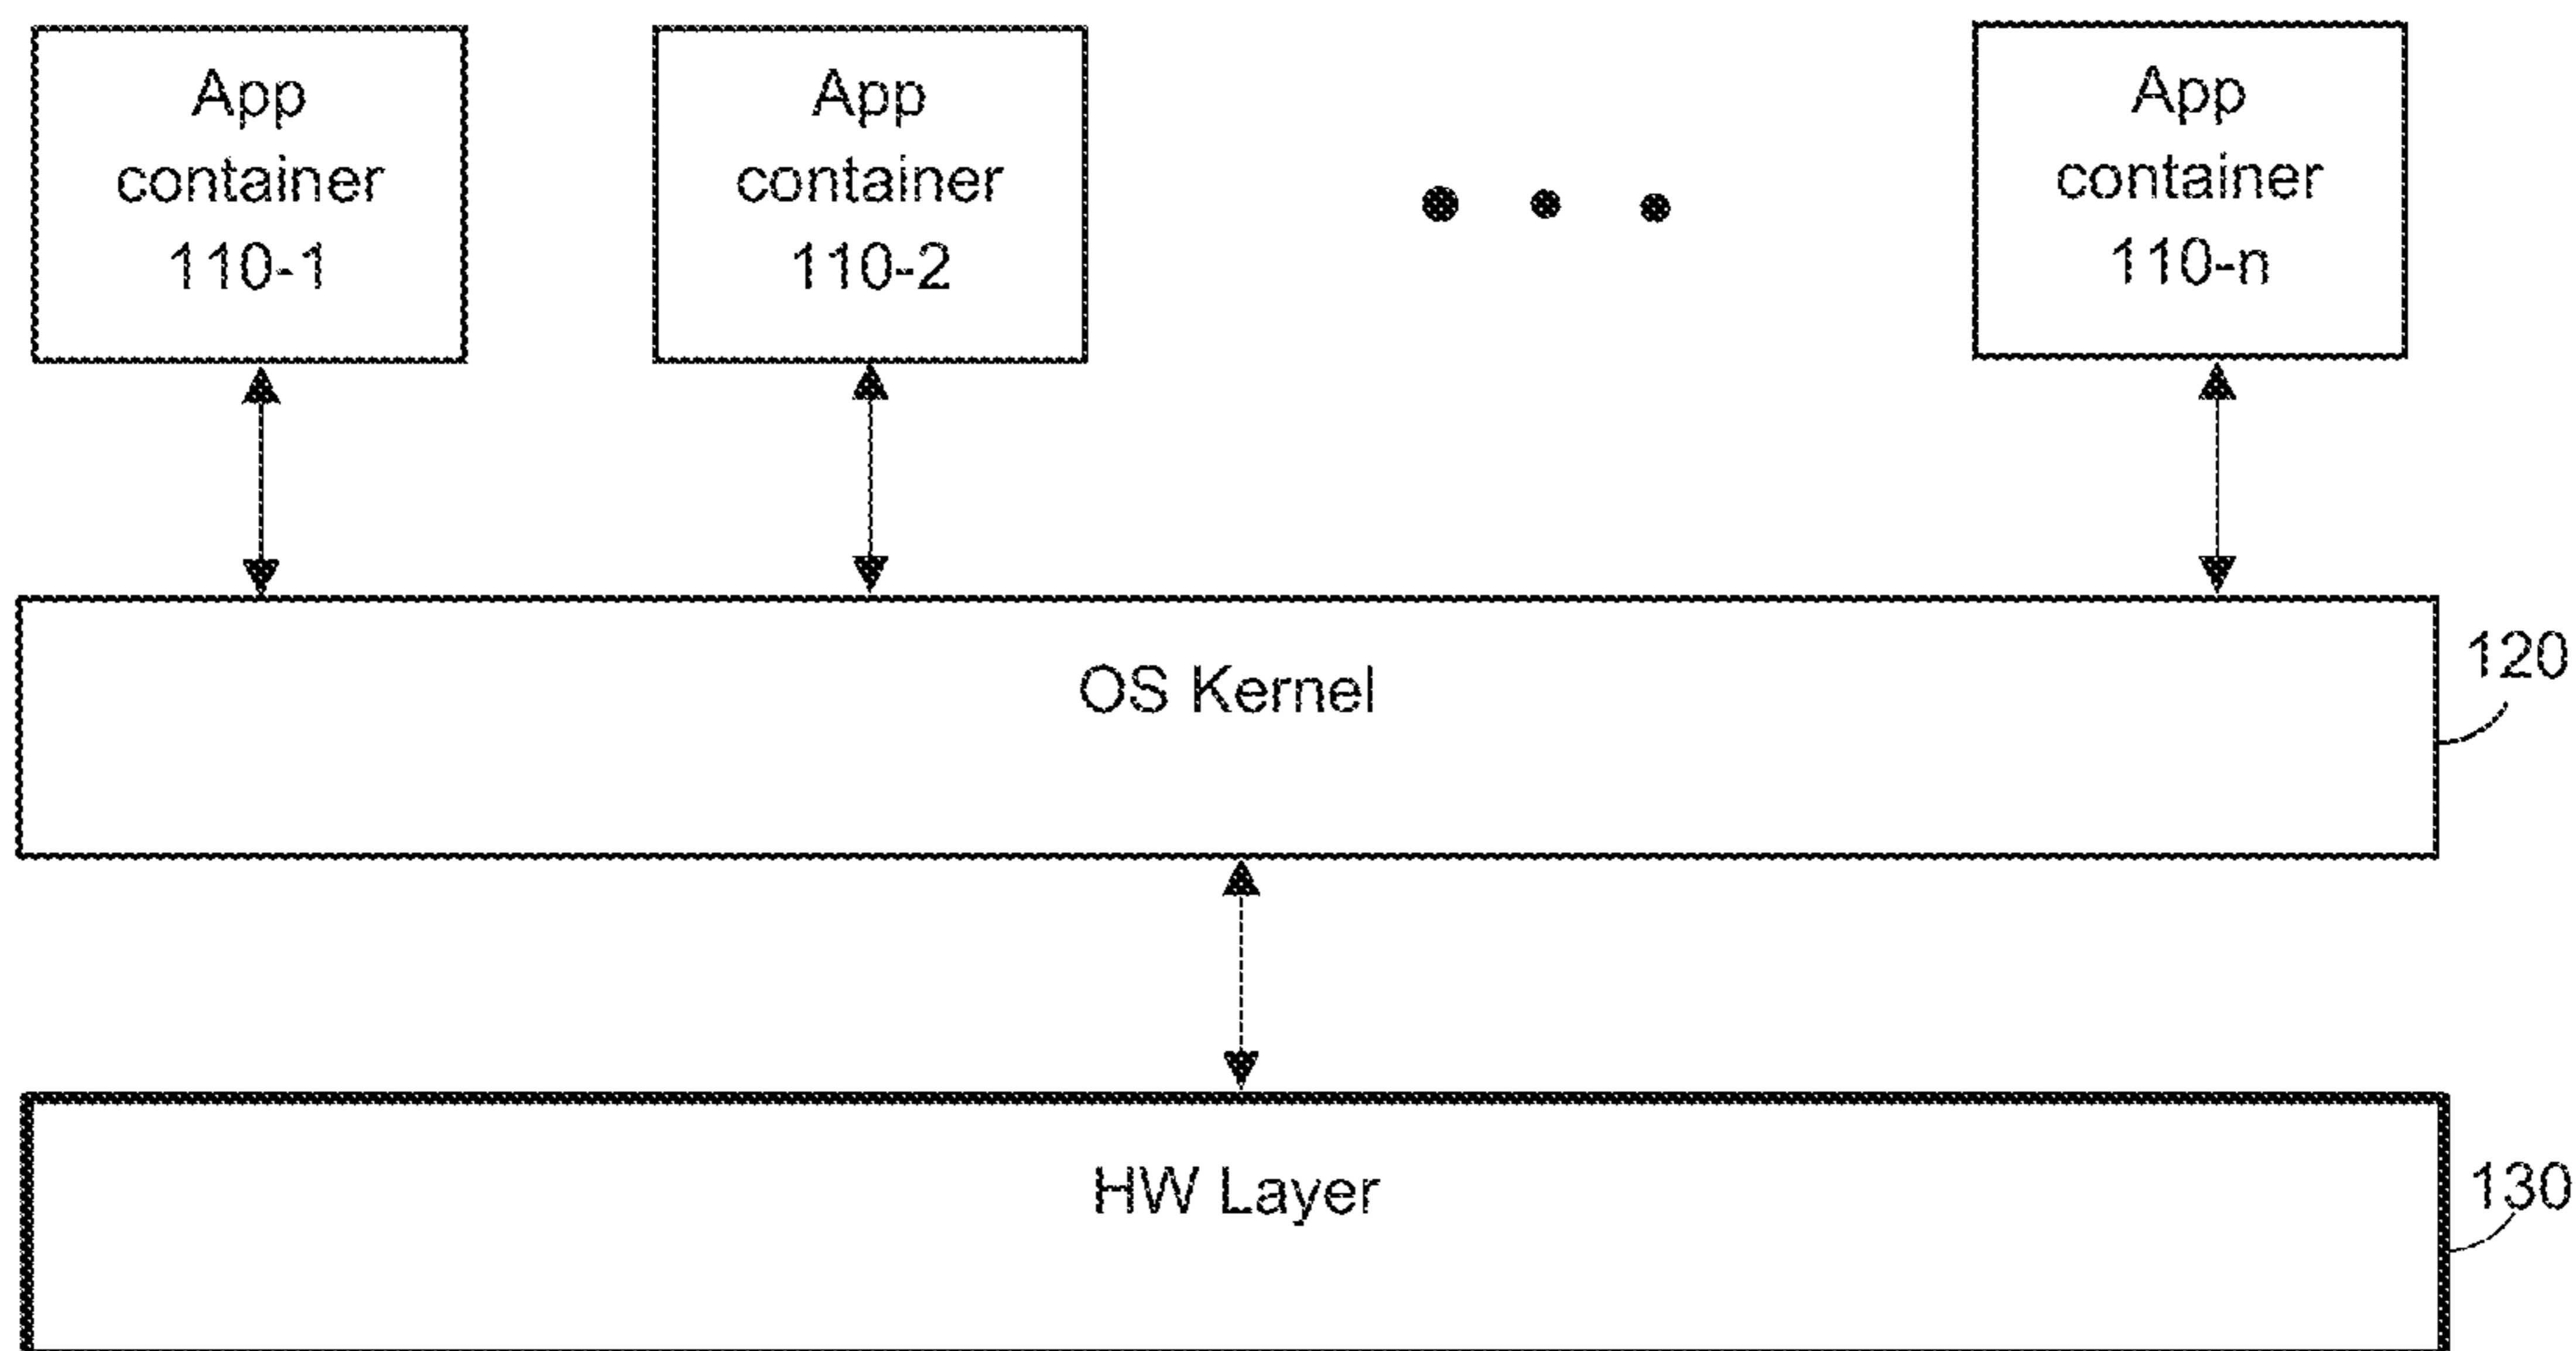 App
container
110-1
App
container
110-2
App
container
110-n
OS Kernel
120
HW Layer
130